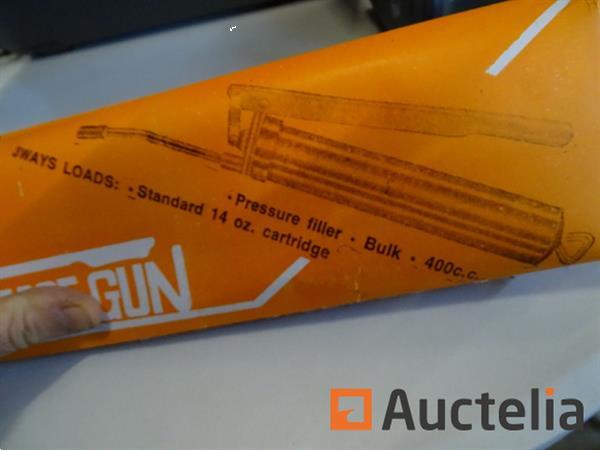 3WAYS LOADS: •Standard 14 oz. cartridge
•Pressure filler • Bulk • 400c.c.
GUN
Auctelia